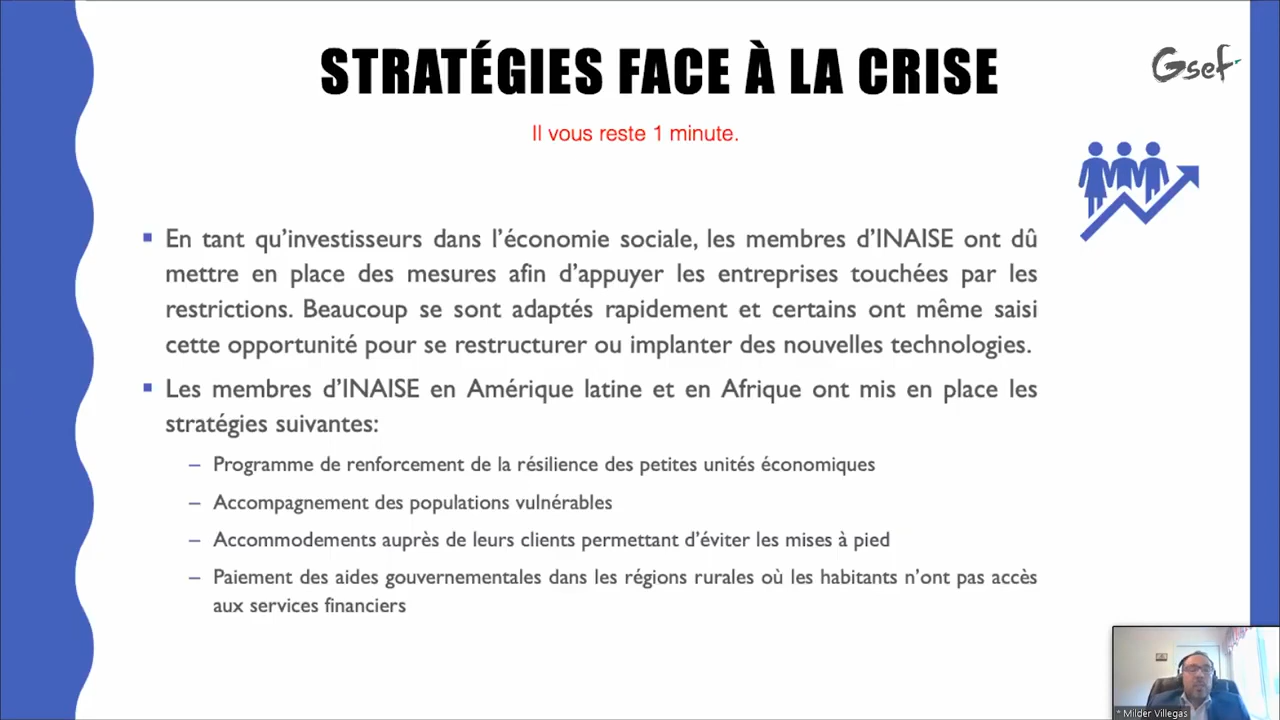 STRATÉGIES FACE À LA CRISE
Gsef
Il vous reste 1 minute.
▪ En tant qu’investisseurs dans l’économie sociale, les membres d’INAISE ont dû
mettre en place des mesures afin d’appuyer les entreprises touchées par les
restrictions. Beaucoup se sont adaptés rapidement et certains ont même saisi
cette opportunité pour se restructurer ou implanter des nouvelles technologies.
▪ Les membres d’INAISE en Amérique latine et en Afrique ont mis en place les
stratégies suivantes:
– Programme de renforcement de la résilience des petites unités économiques
– Accompagnement des populations vulnérables
– Accommodements auprès de leurs clients permettant d’éviter les mises à pied
– Paiement des aides gouvernementales dans les régions rurales où les habitants n’ont pas accès
aux services financiers
* Milder Villegas